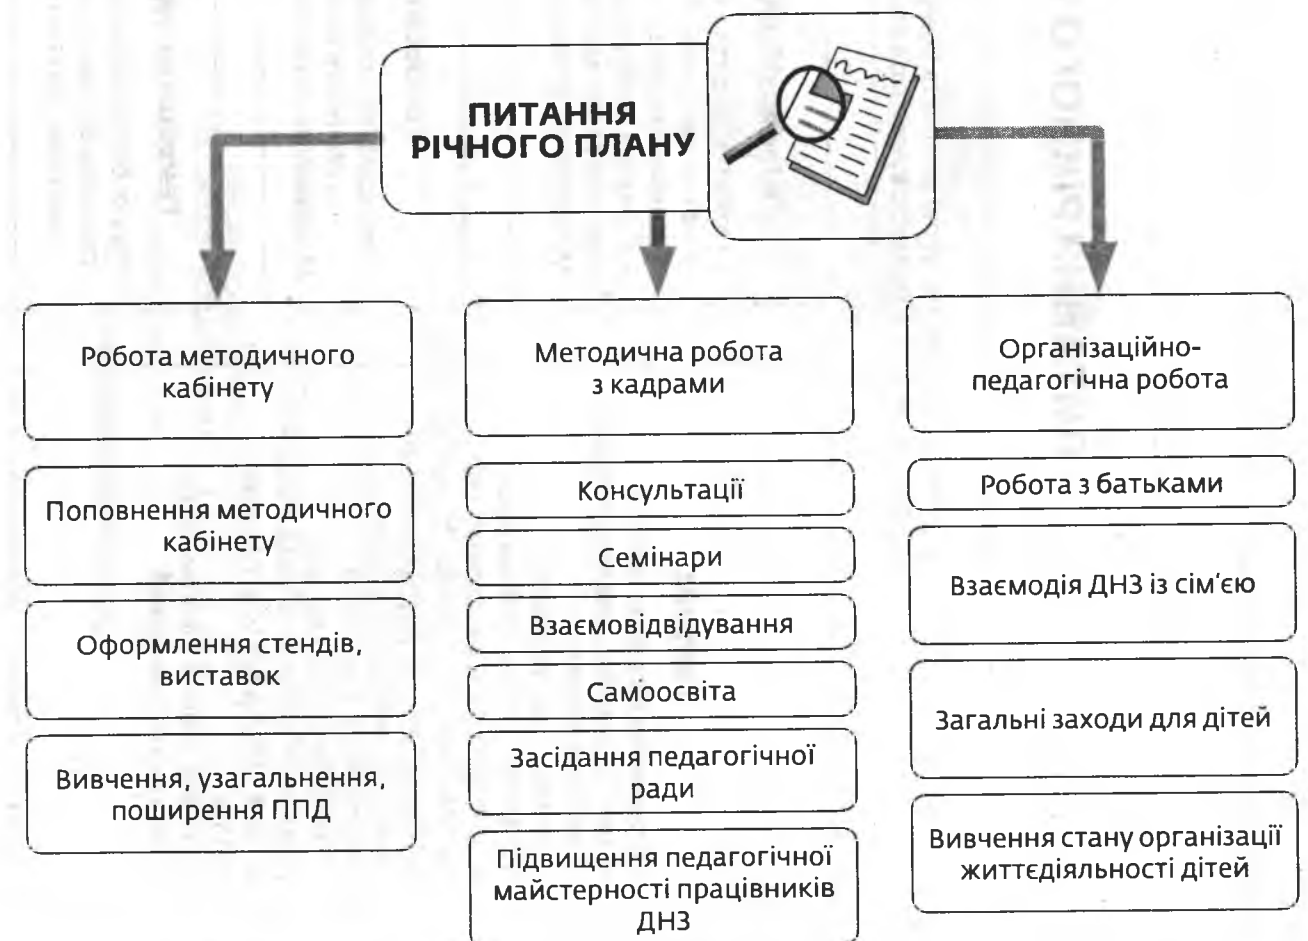 ПИТАННЯ
РІЧНОГО ПЛАНУ
Робота методичного
кабінету
Поповнення методичного
кабінету
Оформлення стендів,
виставок
Вивчення, узагальнення,
поширення ППД
Методична робота
з кадрами
Консультації
Семінари
Взаємовідвідування
Самоосвіта
Засідання педагогічної
ради
Підвищення педагогічної
майстерності працівників
ДНЗ
Організаційно-
педагогічна робота
Робота з батьками
Взаємодія ДНЗ із сім'єю
Загальні заходи для дітей
Вивчення стану організації
життєдіяльності дітей